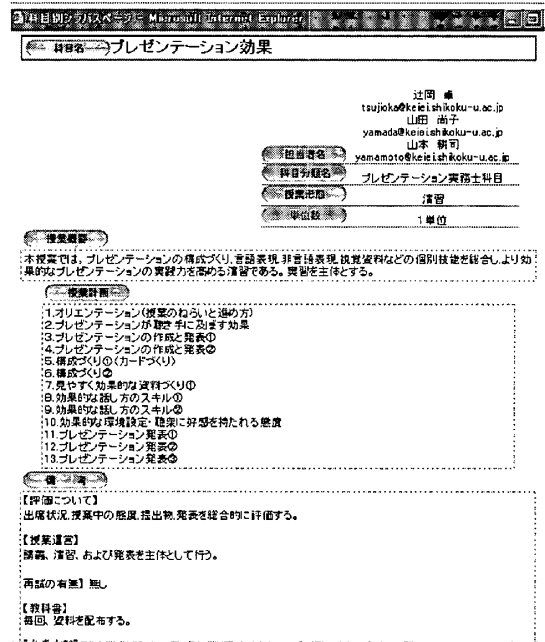 科目別シラバスページ - Microsoft Internet Explorer
科目名 プレゼンテーション効果
辻岡 卓
tsujioka@keiei.shikoku-u.ac.jp
山田 尚子
yamada@keiei.shikoku-u.ac.jp
山本 耕司
担当者名 yamamoto@keiei.shikoku-u.ac.jp
科目分類名 プレゼンテーション実務士科目
授業形態 演習
単位数 1単位
授業概要
本授業では、プレゼンテーションの構成づくり,言語表現,非言語表現,視覚資料などの個別技能を総合し,より効
果的なプレゼンテーションの実践力を高める演習である。実習を主体とする。
授業計画
1.オリエンテーション(授業のねらいと進め方)
2.プレゼンテーションが聴き手に及ぼす効果
3.プレゼンテーションの作成と発表①
4.プレゼンテーションの作成と発表②
5.構成づくり①(カードづくり)
6.構成づくり②
7.見やすく効果的な資料づくり①
8.効果的な話し方のスキル①
9.効果的な話し方のスキル②
10.効果的な環境設定・聴衆に好感を持たれる態度
11.プレゼンテーション発表①
12.プレゼンテーション発表②
13.プレゼンテーション発表③
備考
【評価について】
出席状況,授業中の態度,提出物,発表を総合的に評価する。
【授業運営】
講義、演習、および発表を主体として行う。
再試の有無】無し
【教科書】
毎回、資料を配布する。